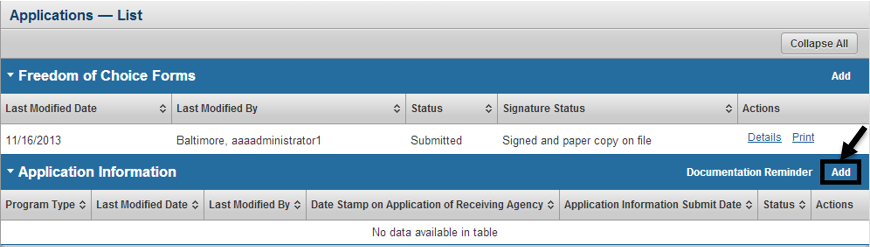 Applications — List
Collapse All
Freedom of Choice Forms Add
Last Modified Date Last Modified By Status Signature Status Actions
11/16/2013 Baltimore, aaaadministrator1 Submitted Signed and paper copy on file Details Print
Application Information Documentation Reminder Add
Program Type Last Modified Date Last Modified By Date Stamp on Application of Receiving Agency Application Information Submit Date Status Actions
No data available in table